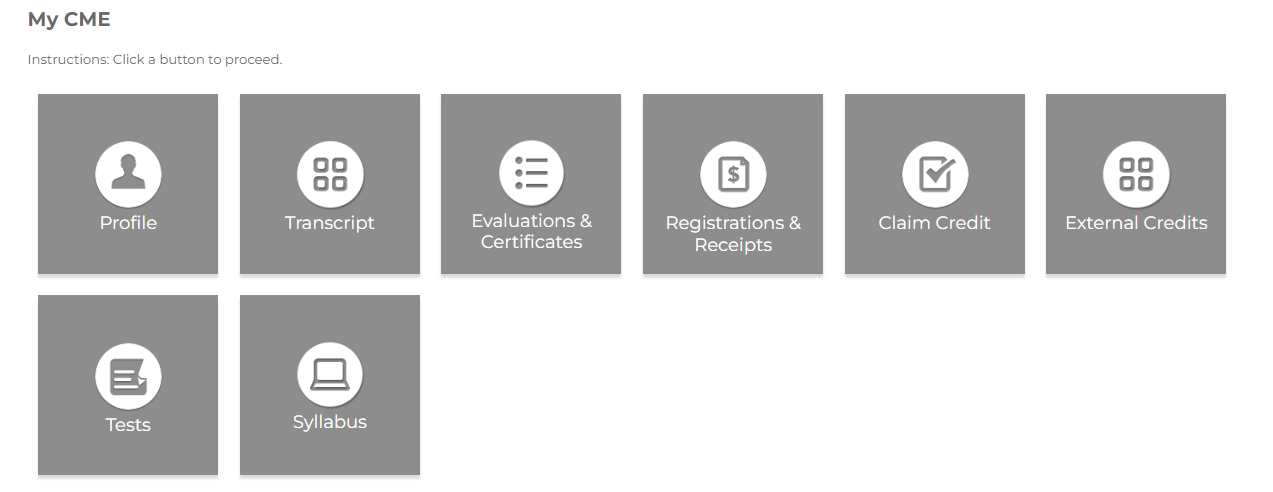 My CME
Instructions: Click a button to proceed.
Profile
Transcript
Evaluations &
Certificates
$
Registrations &
Receipts
Claim Credit
External Credits
Tests
Syllabus